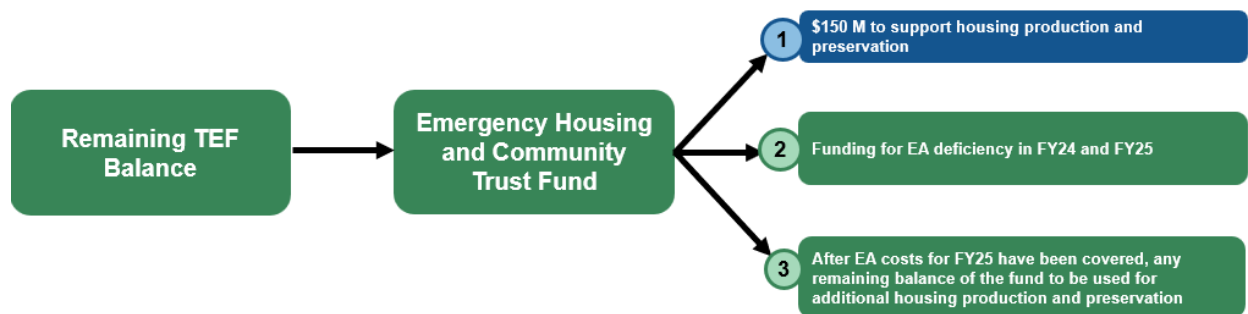 Remaining TEF
Balance
Emergency Housing
and Community
Trust Fund
1
$150 M to support housing production and
preservation
2
Funding for EA deficiency in FY24 and FY25
3
After EA costs for FY25 have been covered, any
remaining balance of the fund to be used for
additional housing production and preservation